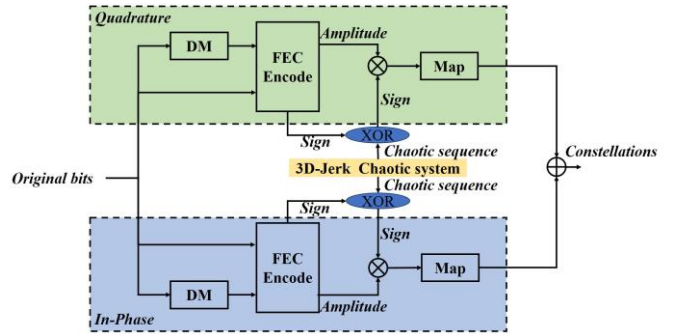 Quadrature
Amplitude
DM
FEC
Encode
Map
Sign
Sign
XOR
Chaotic sequence
Constellations
3D-Jerk Chaotic system
Original bits
Chaotic sequence
XOR
Sign
Sign
FEC
Encode
Map
DM
Amplitude
In-Phase